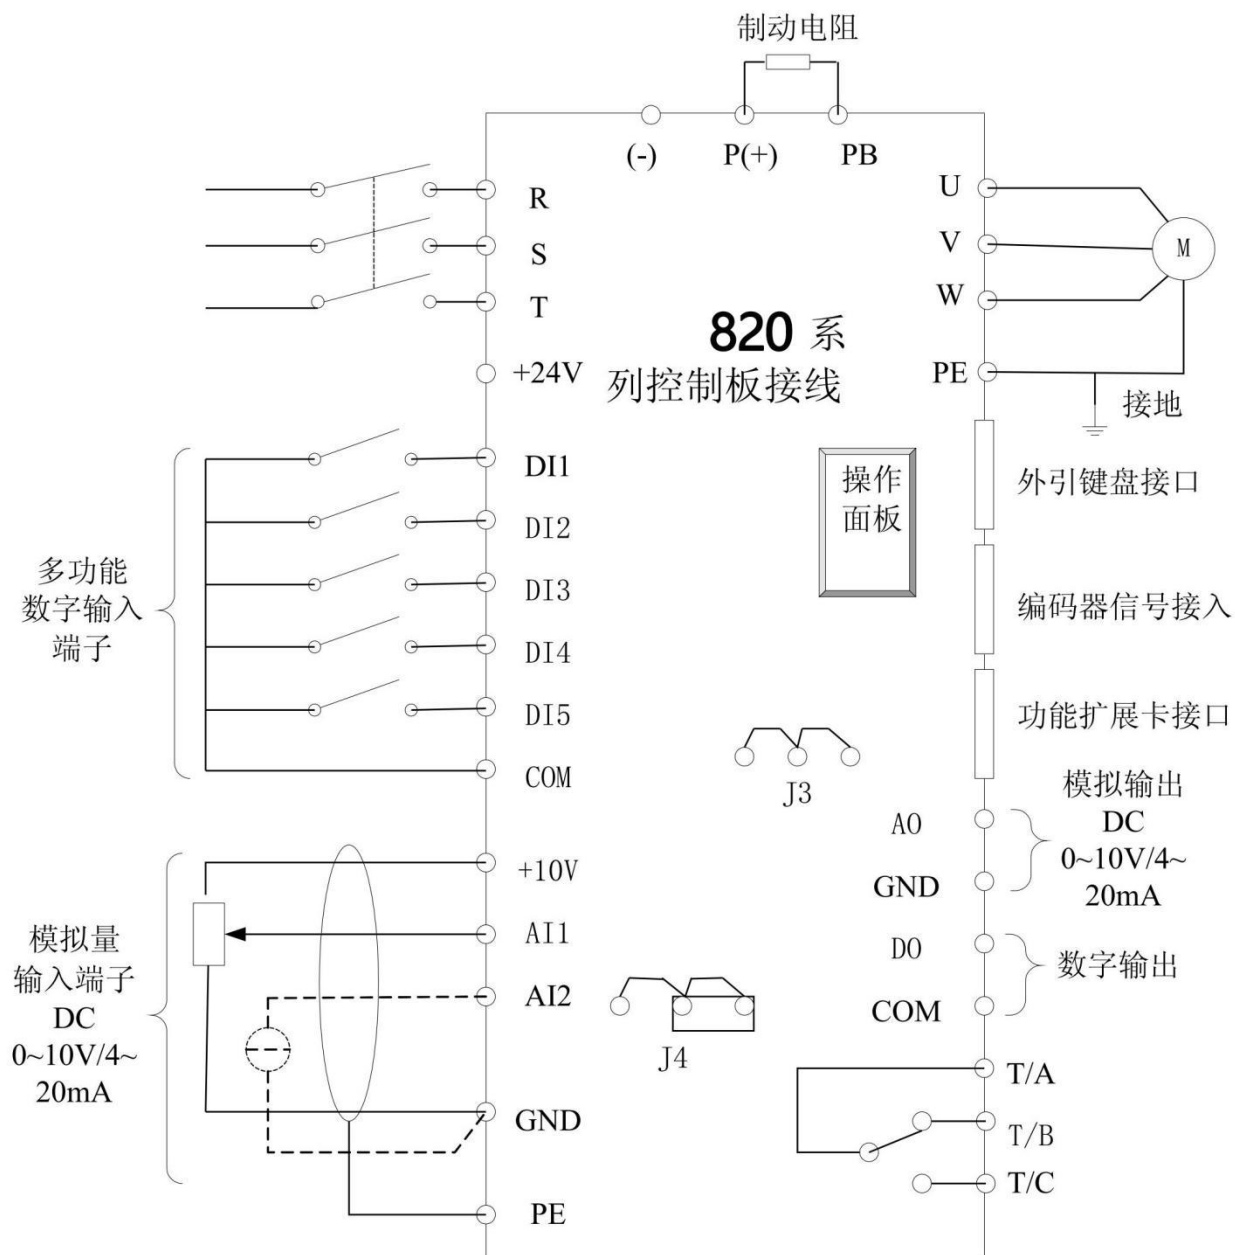 制动电阻
(-)
P(+)
PB
R
S
T
+24V
U
V
W
PE
M
接地
820 系
列控制板接线
操作
面板
外引键盘接口
编码器信号接入
功能扩展卡接口
多功能
数字输入
端子
DI1
DI2
DI3
DI4
DI5
COM
J3
模拟输出
DC
0~10V/4~
20mA
AO
GND
DO
COM
数字输出
模拟量
输入端子
DC
0~10V/4~
20mA
+10V
AI1
AI2
GND
PE
J4
T/A
T/B
T/C